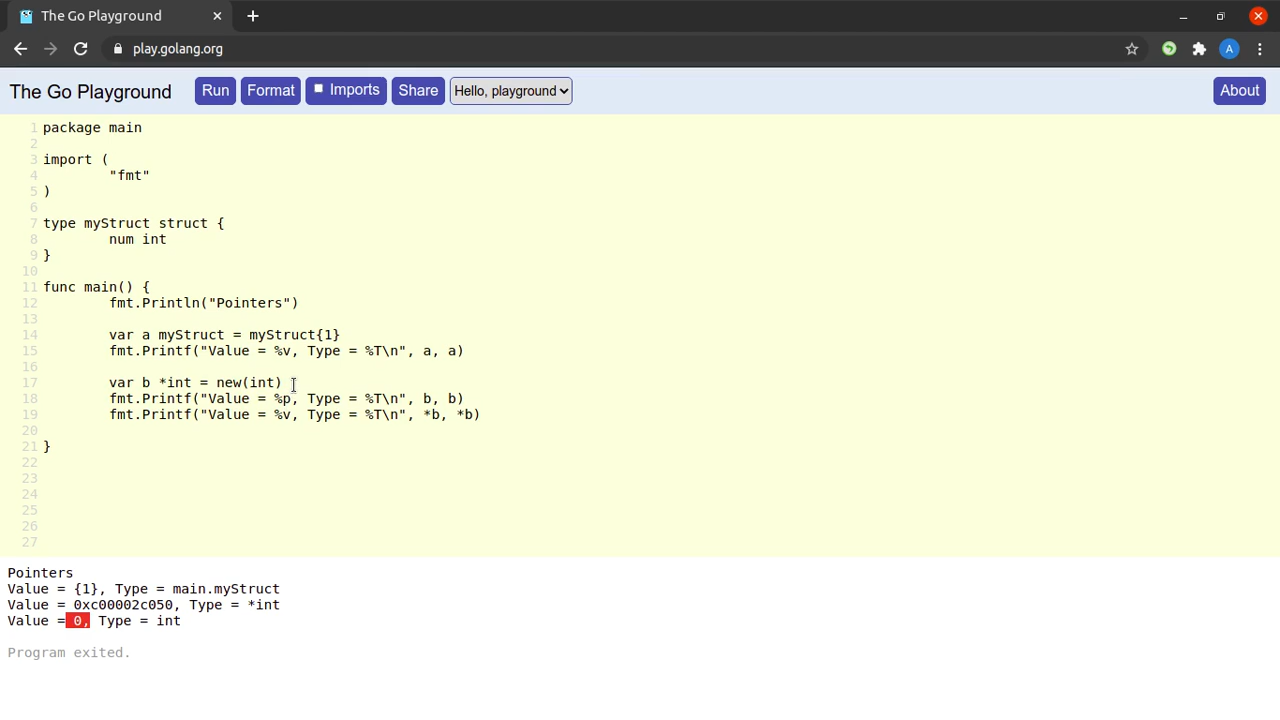 The Go Playground
play.golang.org
A
The Go Playground Run Format Imports Share Hello, playground About
1 package main
2
3 import (
4 "fmt"
5 )
6
7 type myStruct struct {
8 num int
9 }
10
11 func main() {
12 fmt.Println("Pointers")
13
14 var a myStruct = myStruct{1}
15 fmt.Printf("Value = %v, Type = %T\n", a, a)
16
17 var b *int = new(int)
18 fmt.Printf("Value = %p, Type = %T\n", b, b)
19 fmt.Printf("Value = %v, Type = %T\n", *b, *b)
20
21 }
22
23
24
25
26
27
Pointers
Value = {1}, Type = main.myStruct
Value = 0xc00002c050, Type = *int
Value = 0, Type = int
Program exited.